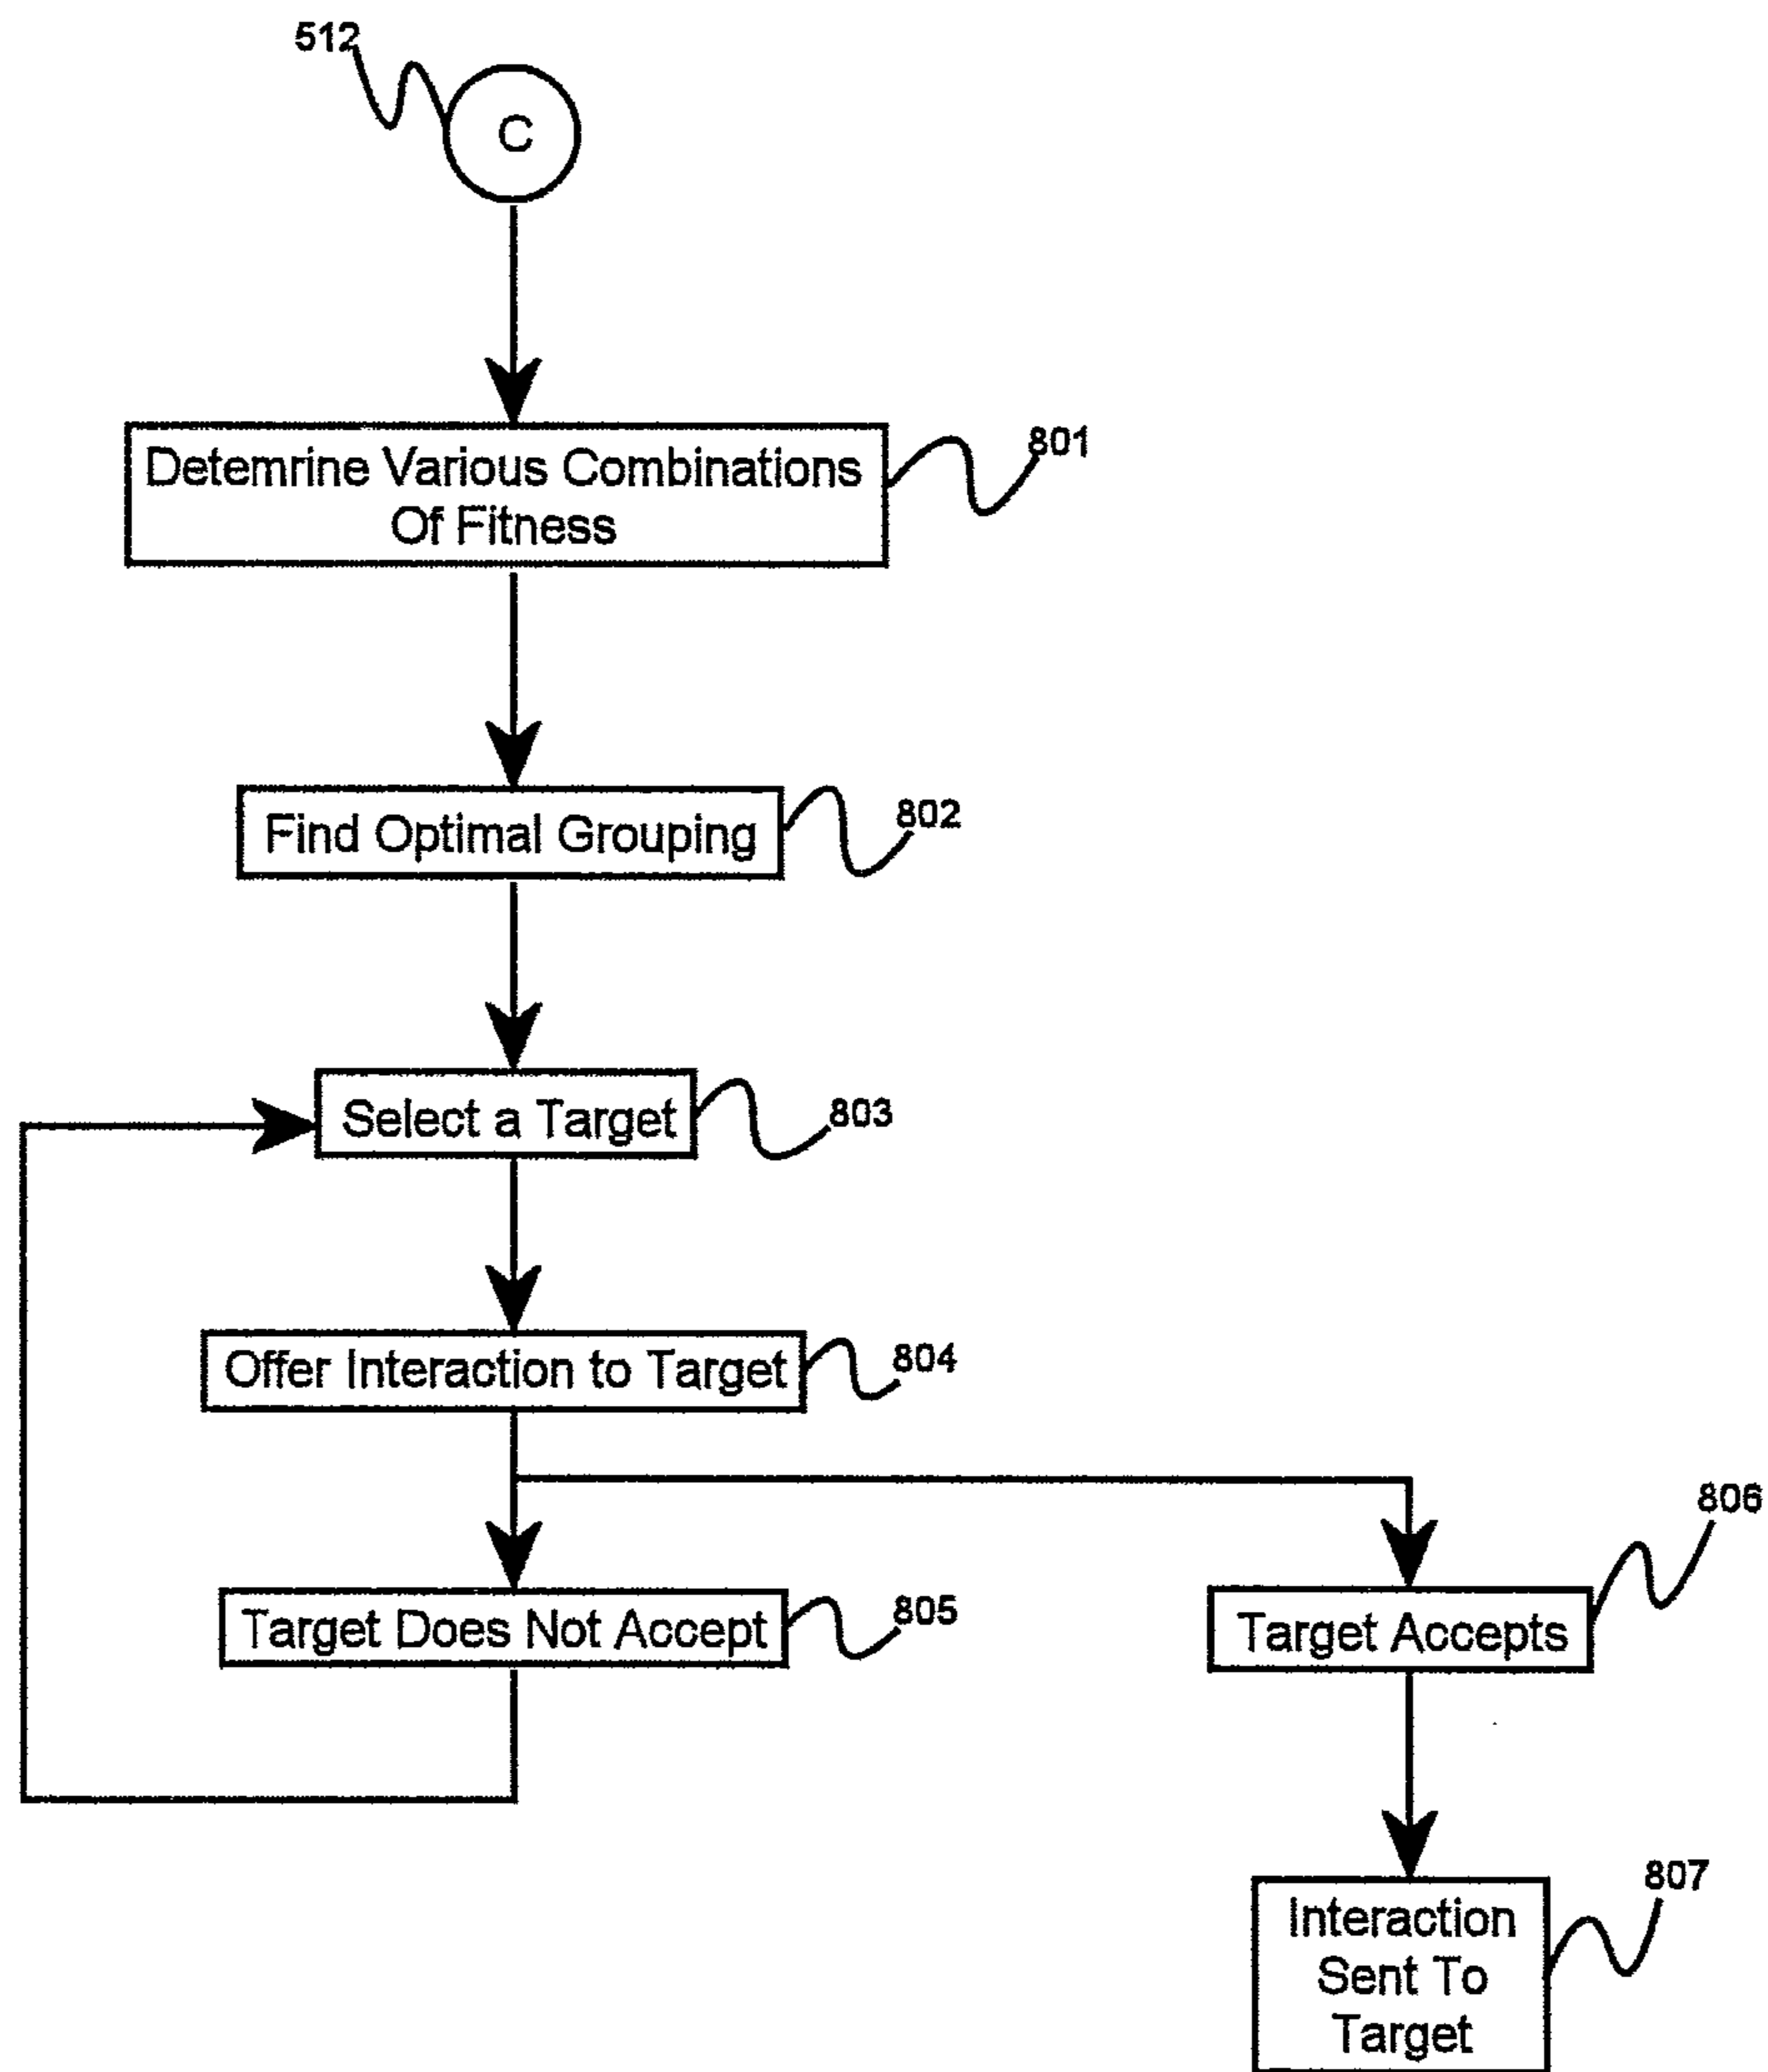 512
C
Detemrine Various Combinations
Of Fitness
801
Find Optimal Grouping
802
Select a Target
803
Offer Interaction to Target
804
Target Does Not Accept
805
Target Accepts
806
Interaction
Sent To
Target
807